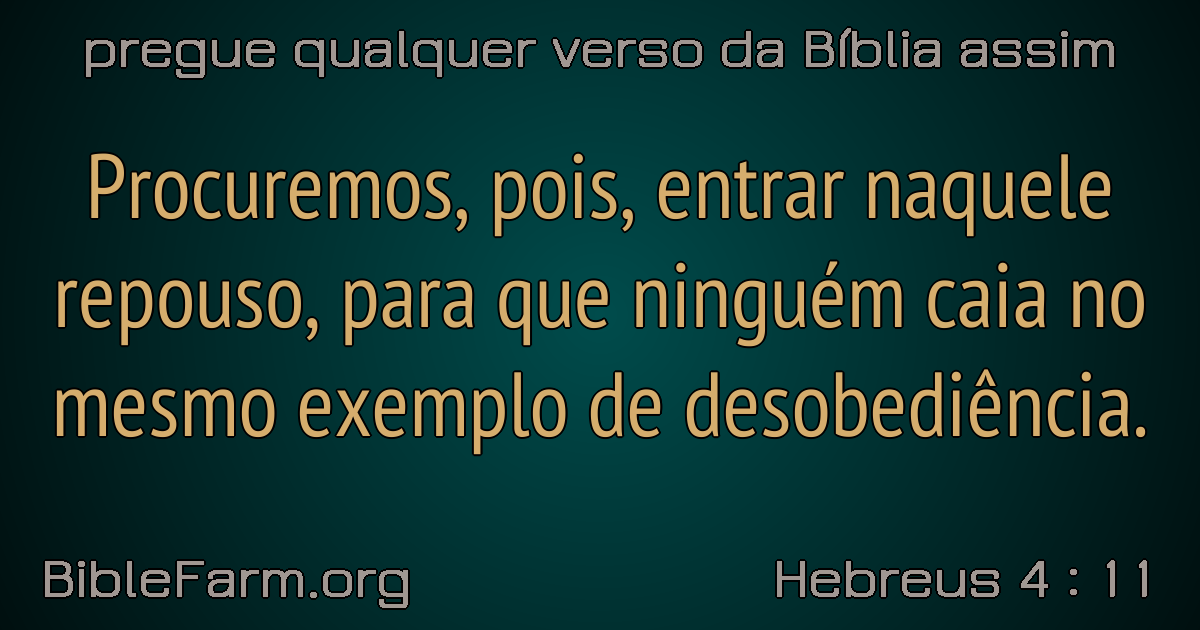 pregue qualquer verso da Bíblia assim
Procuremos, pois, entrar naquele
repouso, para que ninguém caia no
mesmo exemplo de desobediência.
BibleFarm.org
Hebreus 4 : 11